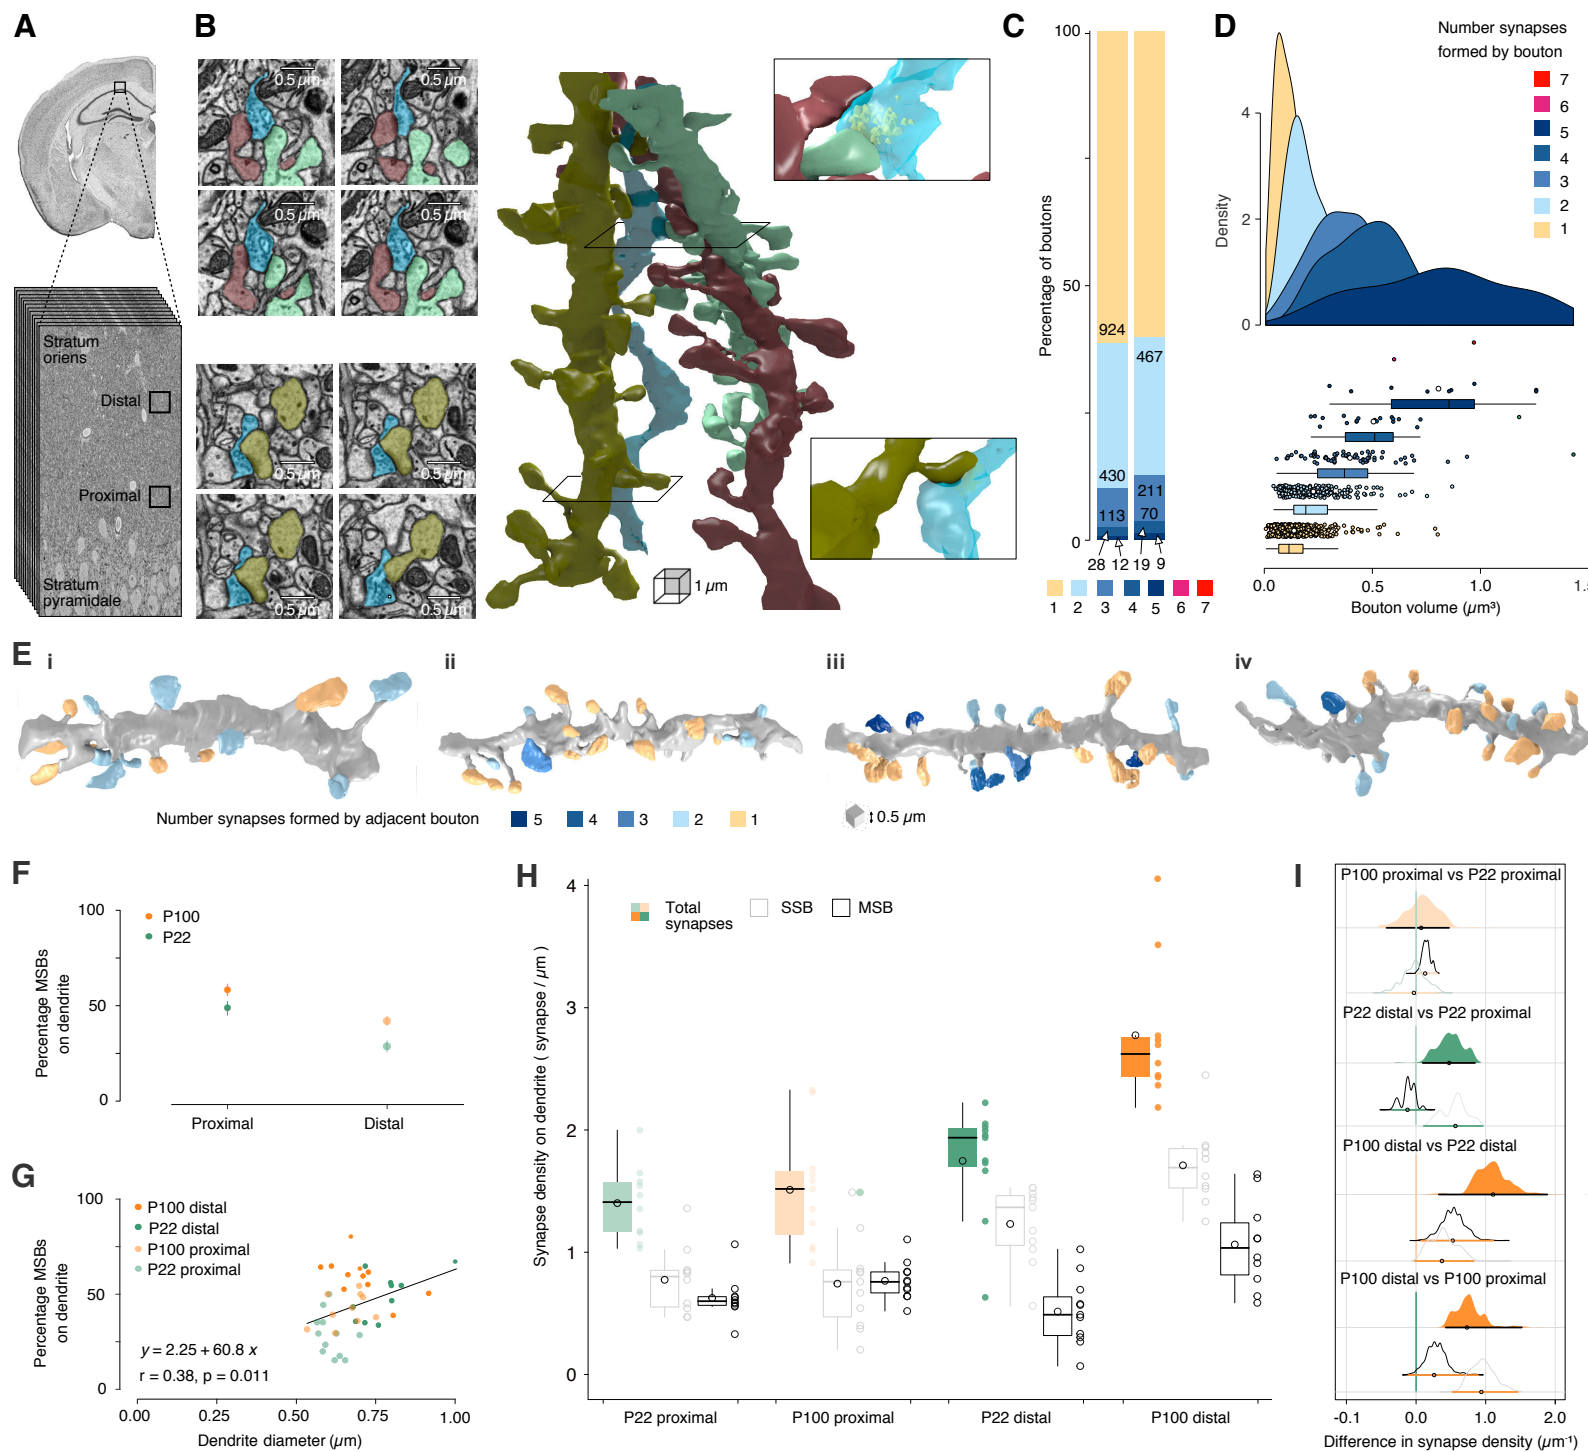 A
B
C
D
0.5 µm
0.5 µm
0.5 µm
0.5 µm
0.5 µm
0.5 µm
0.5 µm
0.5 µm
Stratum
oriens
Distal
Proximal
Stratum
pyramidale
1 µm
Percentage of boutons
100
50
0
924
430
113
28
12
467
211
70
19
9
1
2
3
4
5
6
7
Number synapses
formed by bouton
7
6
5
4
3
2
1
Density
4
2
0
0.0
0.5
1.0
Bouton volume (µm³)
E
i
ii
iii
iv
Number synapses formed by adjacent bouton
5
4
3
2
1
0.5 µm
F
Percentage MSBs
on dendrite
100
50
0
P100
P22
Proximal
Distal
G
Percentage MSBs
on dendrite
100
50
0
P100 distal
P22 distal
P100 proximal
P22 proximal
y = 2.25 + 60.8 x
r = 0.38, p = 0.011
0.00
0.25
0.50
0.75
1.00
Dendrite diameter (µm)
H
Synapse density on dendrite ( synapse / µm )
4
3
2
1
0
Total
synapses
SSB
MSB
P22 proximal
P100 proximal
P22 distal
P100 distal
I
P100 proximal vs P22 proximal
P22 distal vs P22 proximal
P100 distal vs P22 distal
P100 distal vs P100 proximal
-0.1
0.0
1.0
2.0
Difference in synapse density (µm⁻¹)